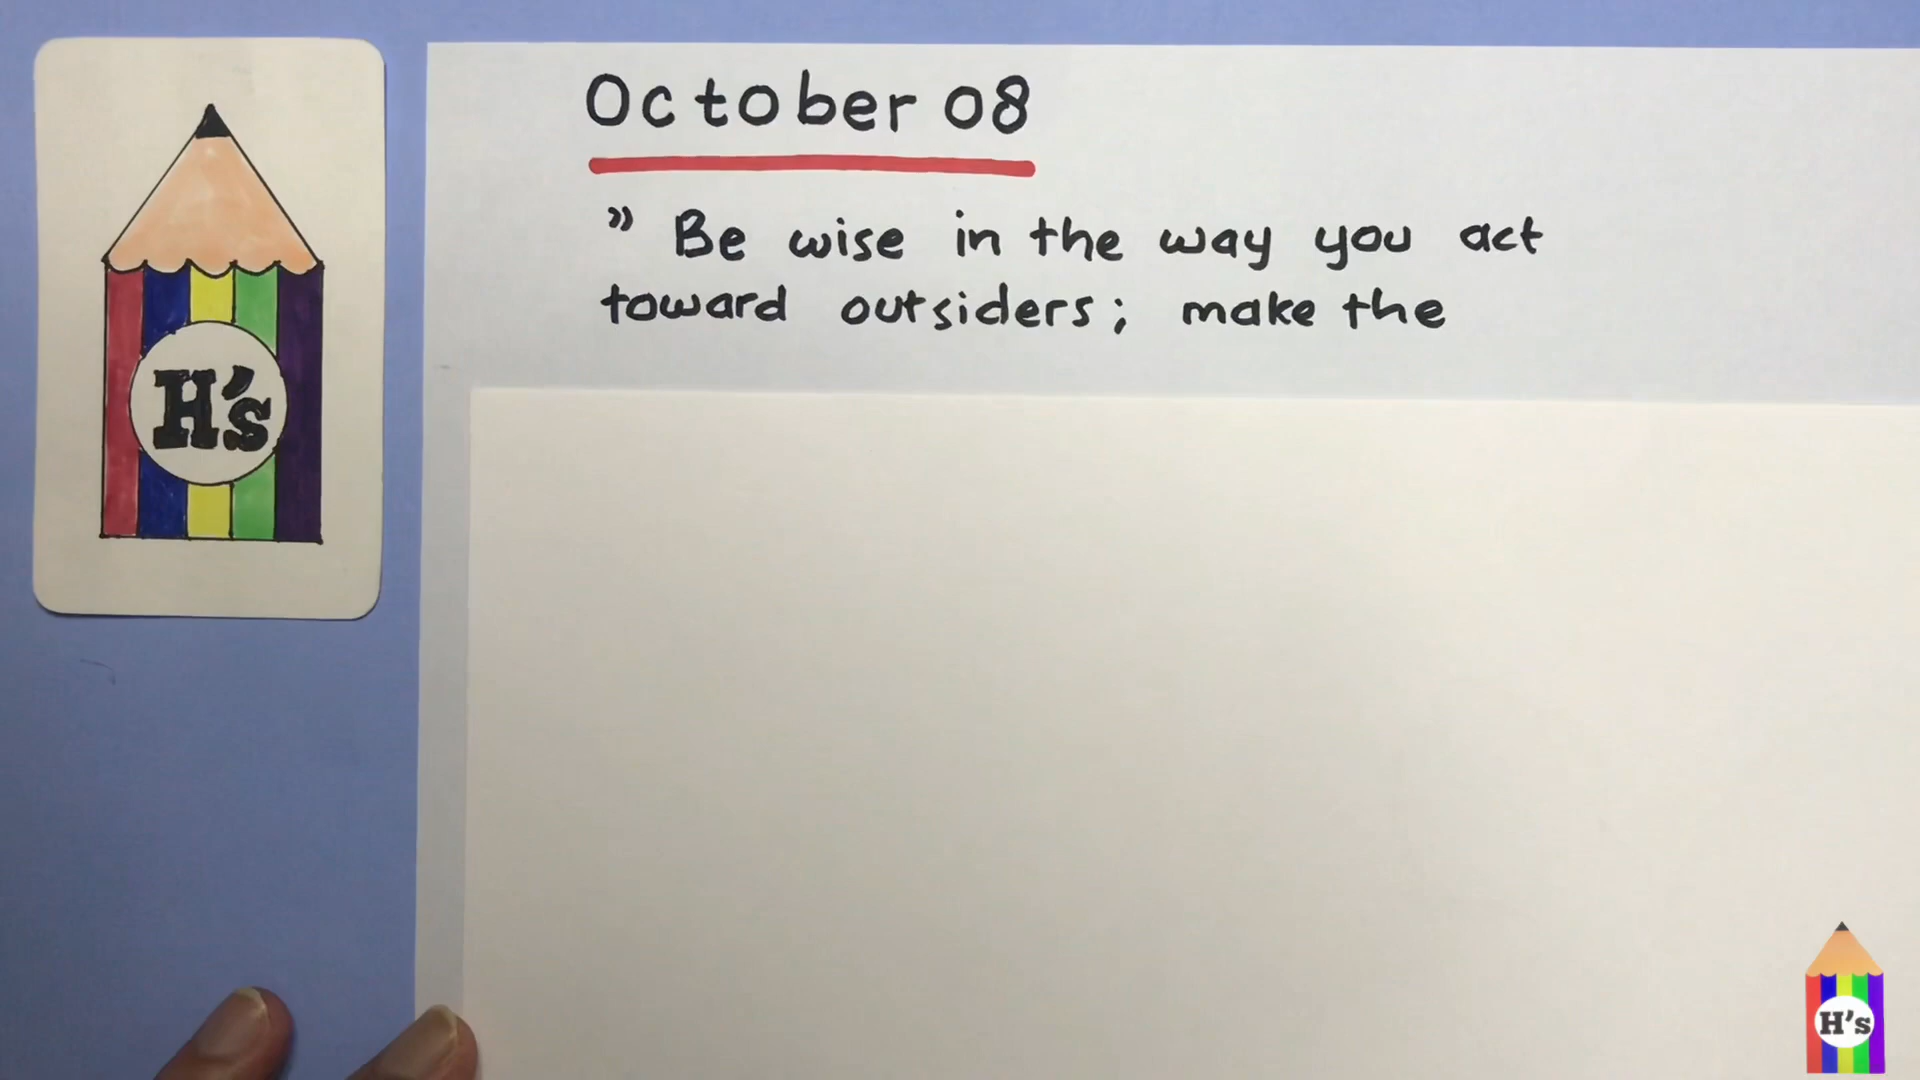 October 08
” Be wise in the way you act
toward outsiders; make the
H's
H's